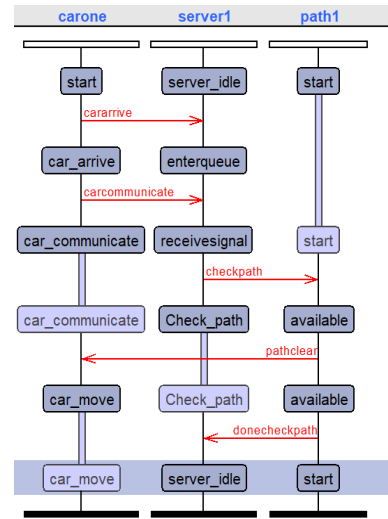 carone server1 path1
start server_idle start
cararrive
car_arrive enterqueue
carcommunicate
car_communicate receivesignal start
checkpath
car_communicate Check_path available
pathclear
car_move Check_path available
donecheckpath
car_move server_idle start